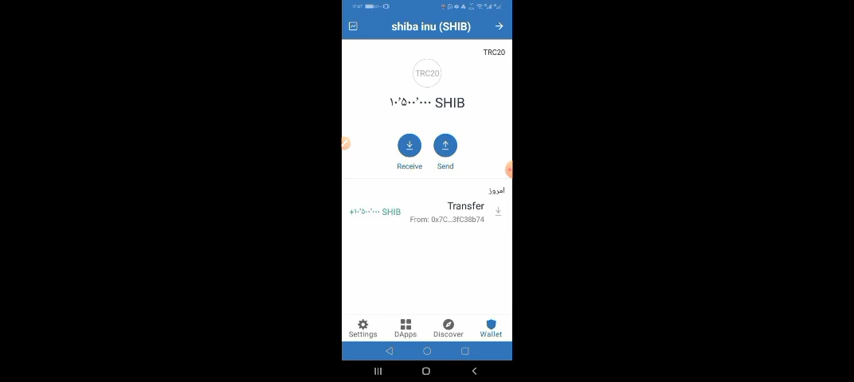 shiba inu (SHIB)
TRC20
TRC20
۱۰٬۵۰۰٬۰۰۰ SHIB
Receive
Send
امروز
Transfer
+۱۰٬۵۰۰٬۰۰۰ SHIB
From: 0x7C...3fC38b74
Settings
DApps
Discover
Wallet